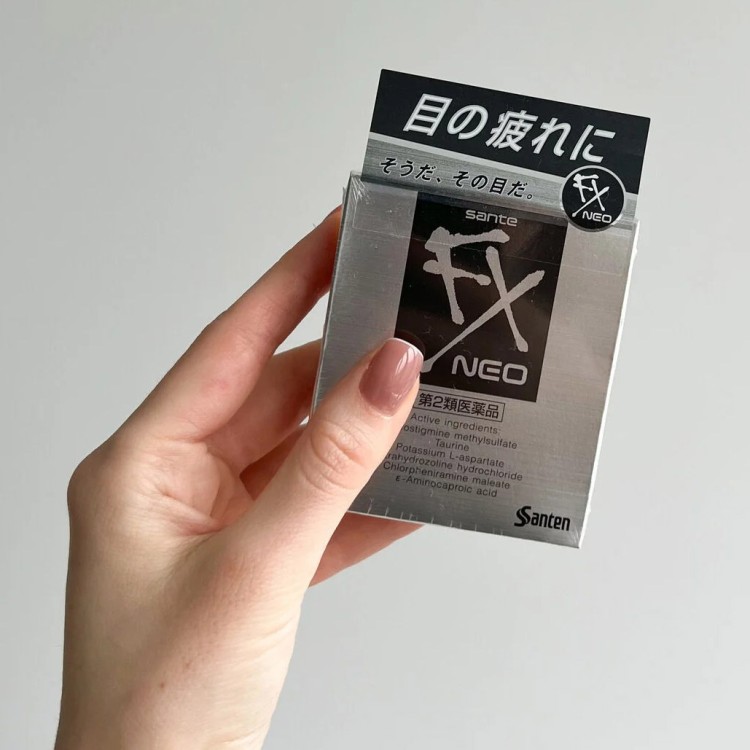 目の疲れに
そうだ、その目だ。
FX
NEO
sante
FX
NEO
第2類医薬品
Active ingredients:
methylsulfate
Taurine
Potassium L-aspartate
hydrochloride
Chlorpheniramine maleate
ε-Aminocaproic acid
Santen